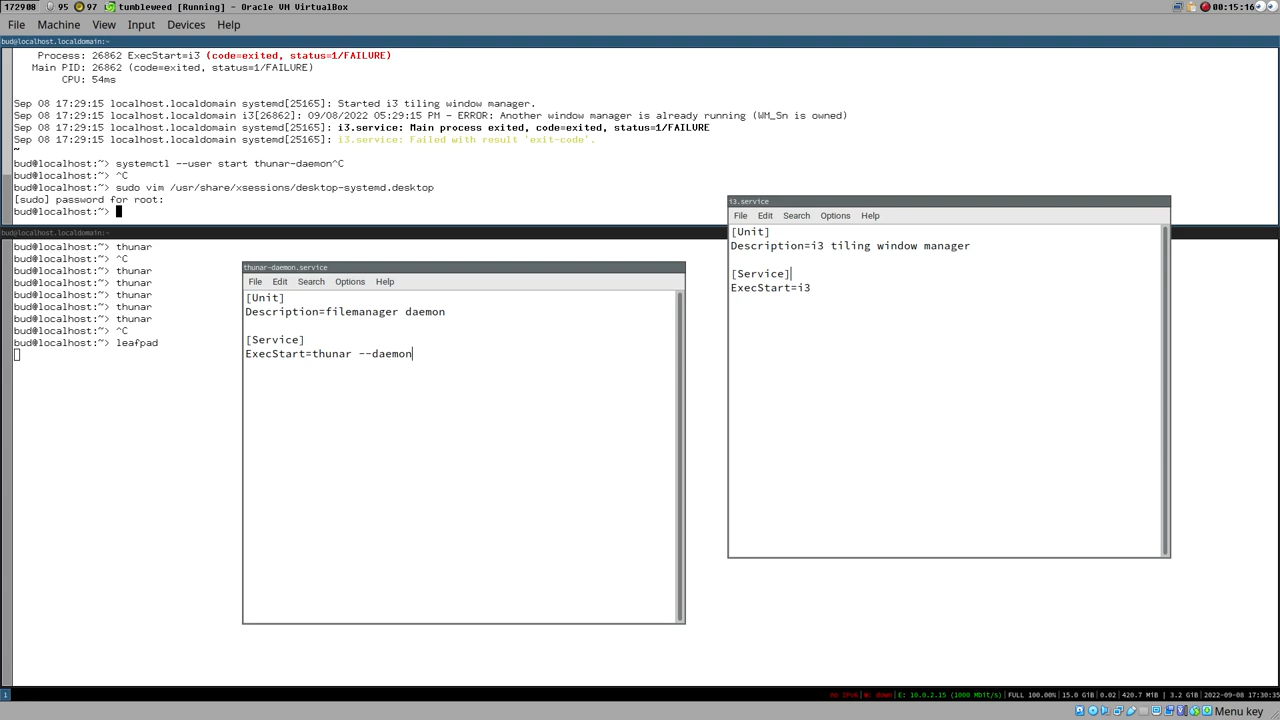 172908 95 97 tumbleweed [Running] - Oracle VM VirtualBox 00:15:16
File Machine View Input Devices Help
bud@localhost.localdomain:~
Process: 26862 ExecStart=i3 (code=exited, status=1/FAILURE)
Main PID: 26862 (code=exited, status=1/FAILURE)
CPU: 54ms
Sep 08 17:29:15 localhost.localdomain systemd[25165]: Started i3 tiling window manager.
Sep 08 17:29:15 localhost.localdomain i3[26862]: 09/08/2022 05:29:15 PM - ERROR: Another window manager is already running (WM_Sn is owned)
Sep 08 17:29:15 localhost.localdomain systemd[25165]: i3.service: Main process exited, code=exited, status=1/FAILURE
Sep 08 17:29:15 localhost.localdomain systemd[25165]: i3.service: Failed with result 'exit-code'.
~
bud@localhost:~> systemctl --user start thunar-daemon^C
bud@localhost:~> ^C
bud@localhost:~> sudo vim /usr/share/xsessions/desktop-systemd.desktop
[sudo] password for root:
bud@localhost:~>
bud@localhost.localdomain:~
bud@localhost:~> thunar
bud@localhost:~> ^C
bud@localhost:~> thunar
bud@localhost:~> thunar
bud@localhost:~> thunar
bud@localhost:~> thunar
bud@localhost:~> thunar
bud@localhost:~> ^C
bud@localhost:~> leafpad
thunar-daemon.service
File Edit Search Options Help
[Unit]
Description=filemanager daemon
[Service]
ExecStart=thunar --daemon
i3.service
File Edit Search Options Help
[Unit]
Description=i3 tiling window manager
[Service]
ExecStart=i3
1 no IPv6 |W: down|E: 10.0.2.15 (1000 Mbit/s)|FULL 100.00%|15.0 GiB|0.02|420.7 MiB | 3.2 GiB|2022-09-08 17:30:35
Menu key